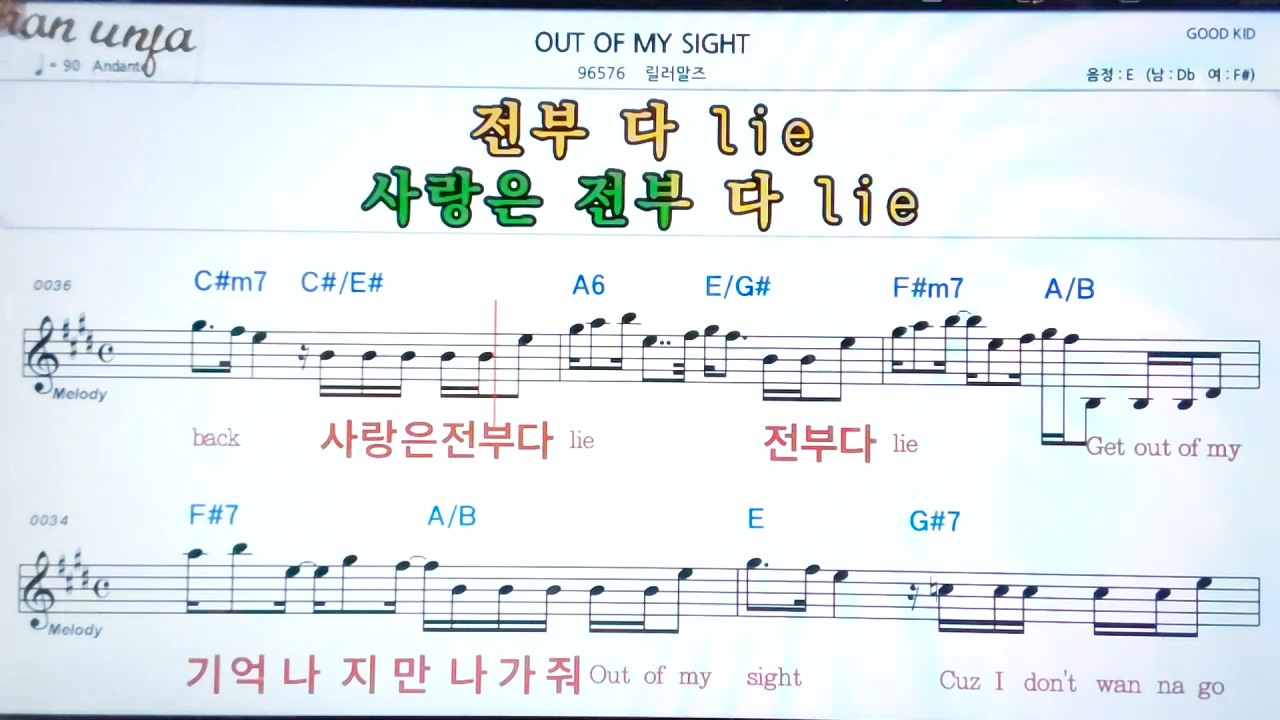 GOOD KID
OUT OF MY SIGHT
♩= 90 Andant
96576 릴러말즈
음정 : E (남 : Db 여 : F#)
전부 다 lie
사랑은 전부 다 lie
0036 C#m7 C#/E# A6 E/G# F#m7 A/B
Melody
back 사랑은전부다 lie 전부다 lie Get out of my
0034 F#7 A/B E G#7
Melody
기억 나 지 만 나 가 줘 Out of my sight Cuz I don't wan na go